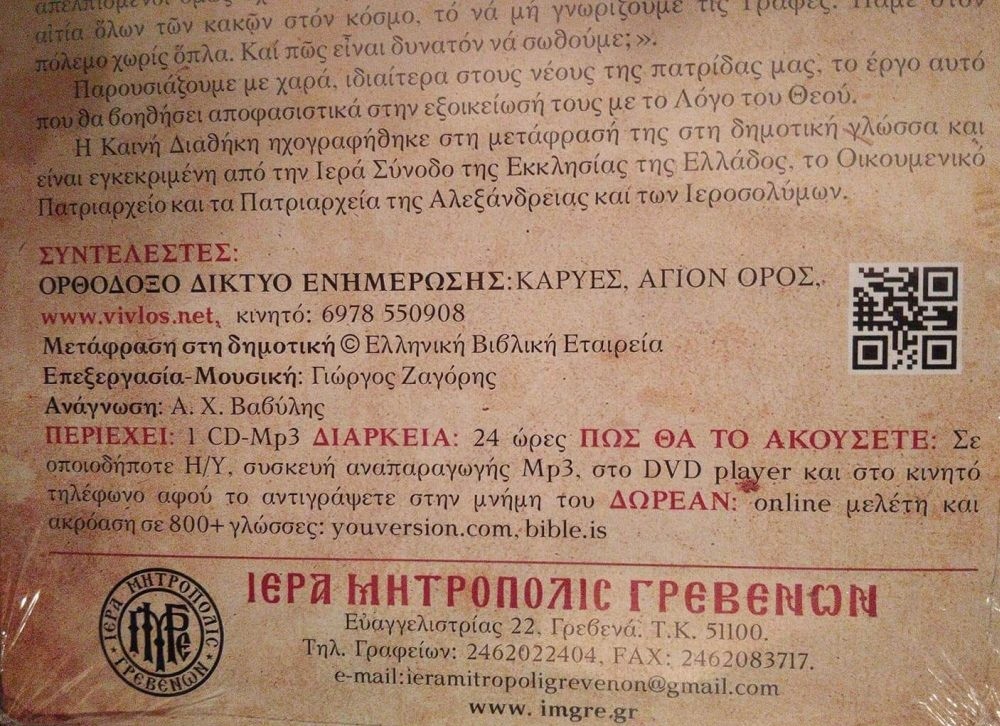 ἀπελπισμένοι ὅμως
αἰτία ὅλων τῶν κακῶν στόν κόσμο, τό νά μή γνωρίζουμε τίς Γραφές. Πᾶμε στόν
πόλεμο χωρίς ὅπλα. Καί πῶς εἶναι δυνατόν νά σωθοῦμε; ».
Παρουσιάζουμε με χαρά, ιδιαίτερα στους νέους της πατρίδας μας, το έργο αυτό
που θα βοηθήσει αποφασιστικά στην εξοικείωσή τους με το Λόγο του Θεού.
Η Καινή Διαθήκη ηχογραφήθηκε στη μετάφρασή της στη δημοτική γλώσσα και
είναι εγκεκριμένη από την Ιερά Σύνοδο της Εκκλησίας της Ελλάδος, το Οικουμενικό
Πατριαρχείο και τα Πατριαρχεία της Αλεξάνδρειας και των Ιεροσολύμων.
ΣΥΝΤΕΛΕΣΤΕΣ:
ΟΡΘΟΔΟΞΟ ΔΙΚΤΥΟ ΕΝΗΜΕΡΩΣΗΣ: ΚΑΡΥΕΣ, ΑΓΙΟΝ ΟΡΟΣ,
www.vivlos.net, κινητό: 6978 550908
Μετάφραση στη δημοτική © Ελληνική Βιβλική Εταιρεία
Επεξεργασία-Μουσική: Γιώργος Ζαγόρης
Ανάγνωση: Α. Χ. Βαβύλης
ΠΕΡΙΕΧΕΙ: 1 CD-Mp3 ΔΙΑΡΚΕΙΑ: 24 ώρες ΠΩΣ ΘΑ ΤΟ ΑΚΟΥΣΕΤΕ: Σε
οποιοδήποτε Η/Υ, συσκευή αναπαραγωγής Mp3, στο DVD player και στο κινητό
τηλέφωνο αφού το αντιγράψετε στην μνήμη του ΔΩΡΕΑΝ: online μελέτη και
ακρόαση σε 800+ γλώσσες: youversion.com, bible.is
ΙΕΡΑ ΜΗΤΡΟΠΟΛΙΣ ΓΡΕΒΕΝΩΝ
ΙΕΡΑ ΜΗΤΡΟΠΟΛΙC ΓΡΕΒΕΝΩΝ
Εὐαγγελιστρίας 22, Γρεβενά. Τ.Κ. 51100.
Τηλ. Γραφείων: 2462022404, FAX: 2462083717.
e-mail:ieramitropoligrevenon@gmail.com
www. imgre.gr